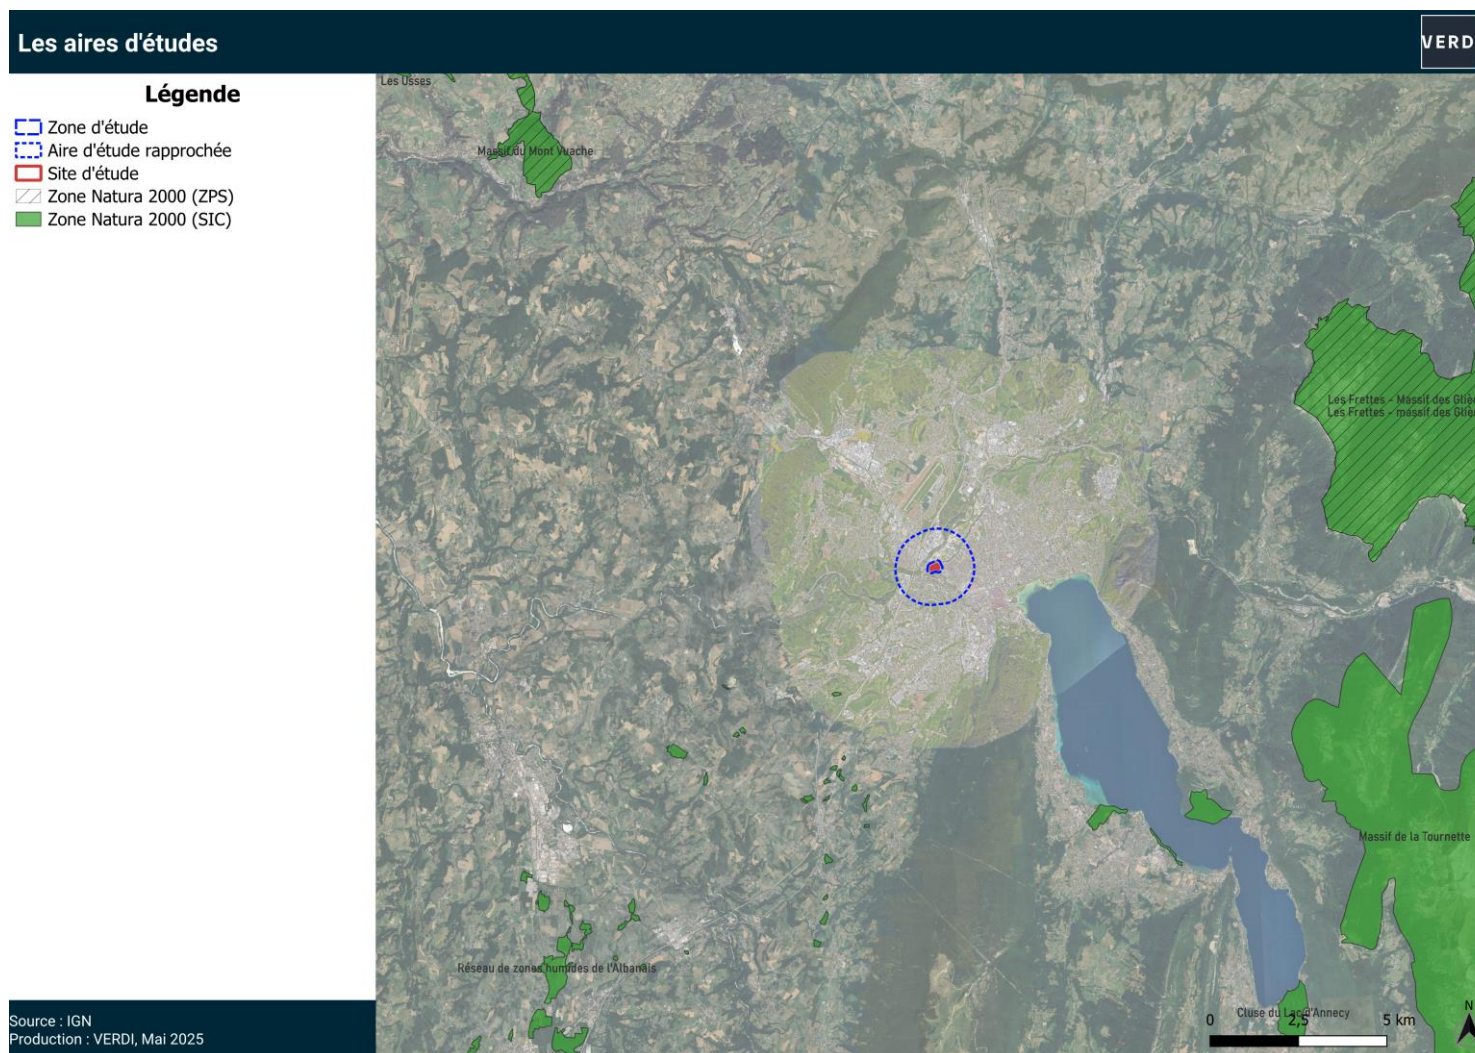 Les aires d'études
VERD
Légende
Zone d'étude
Aire d'étude rapprochée
Site d'étude
Zone Natura 2000 (ZPS)
Zone Natura 2000 (SIC)
Les Usses
Massif du Mont Vuache
Les Frettes - Massif des Gliè
Les Frettes - massif des Gliè
Massif de la Tournette
Réseau de zones humides de l'Albanais
Cluse du Lac d'Annecy
0 2,5 5 km
N
Source : IGN
Production : VERDI, Mai 2025